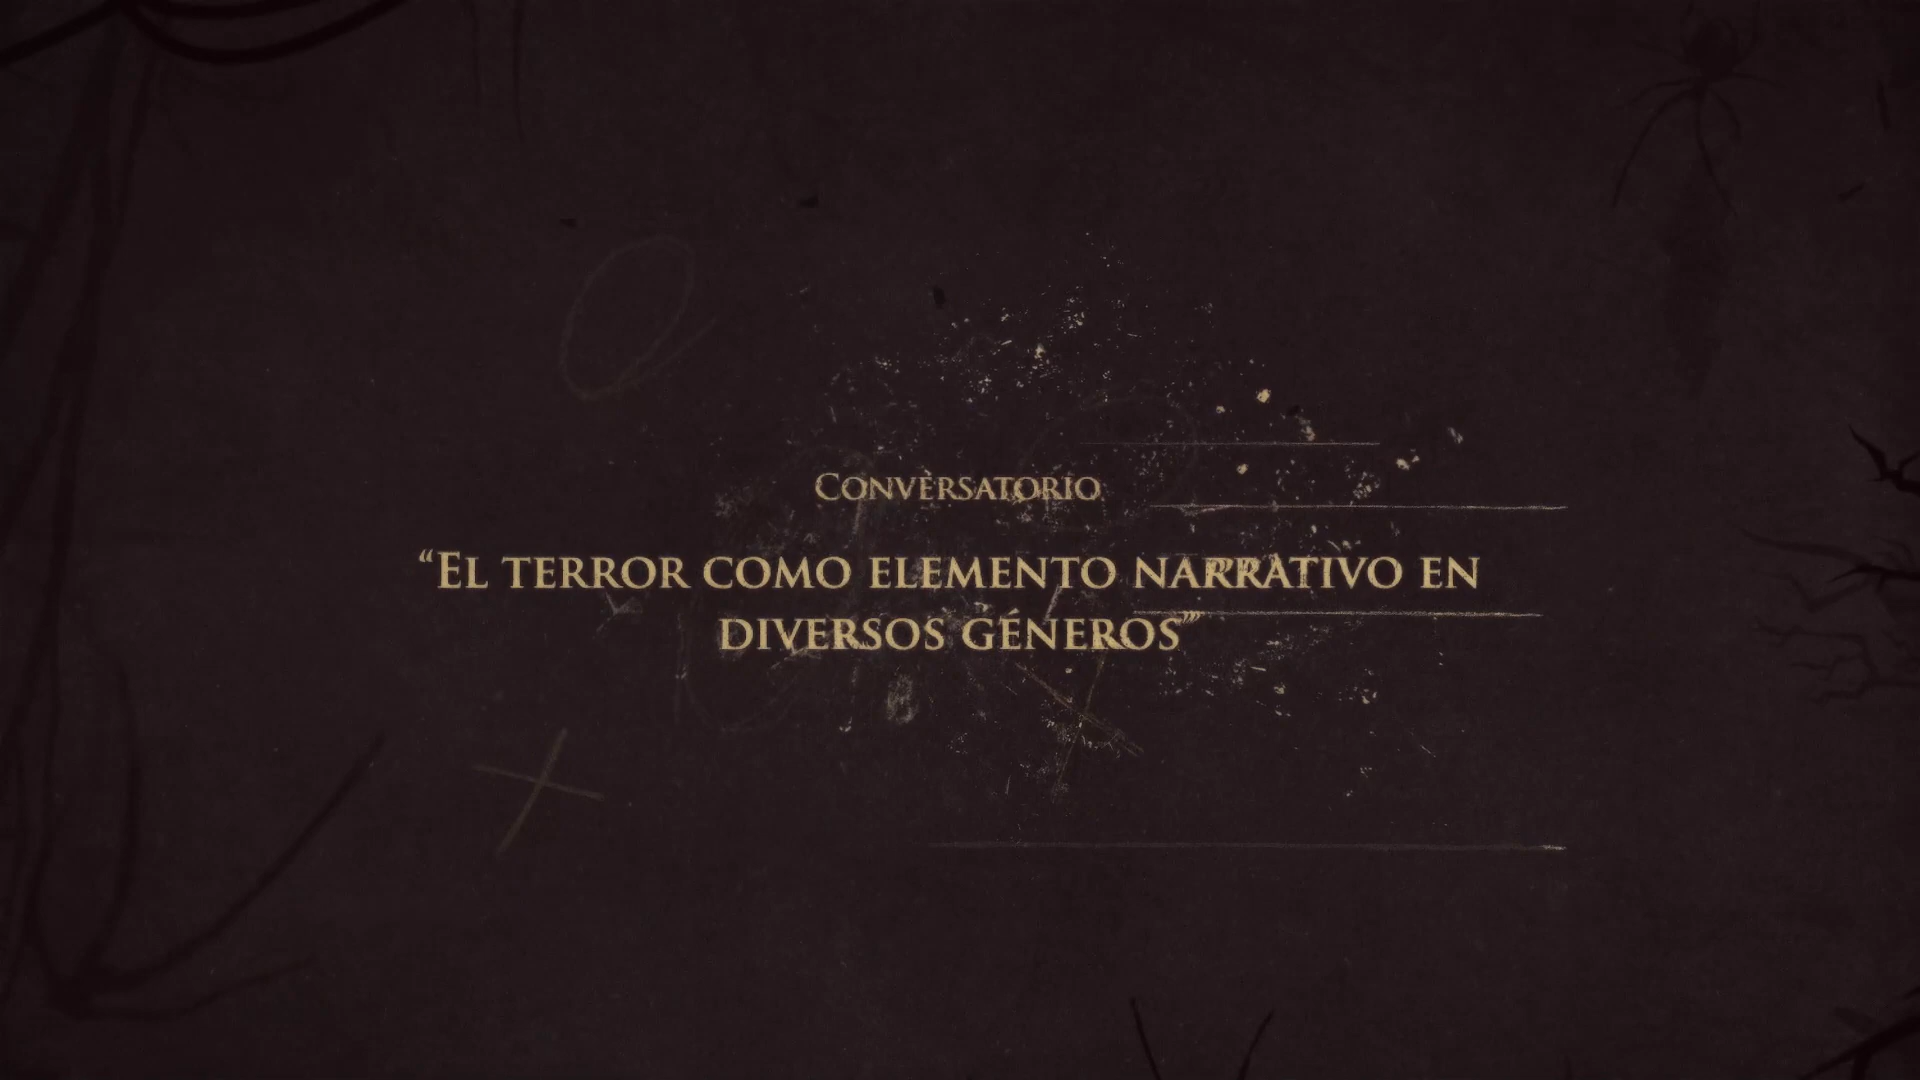 Conversatorio
“El terror como elemento narrativo en
diversos géneros”